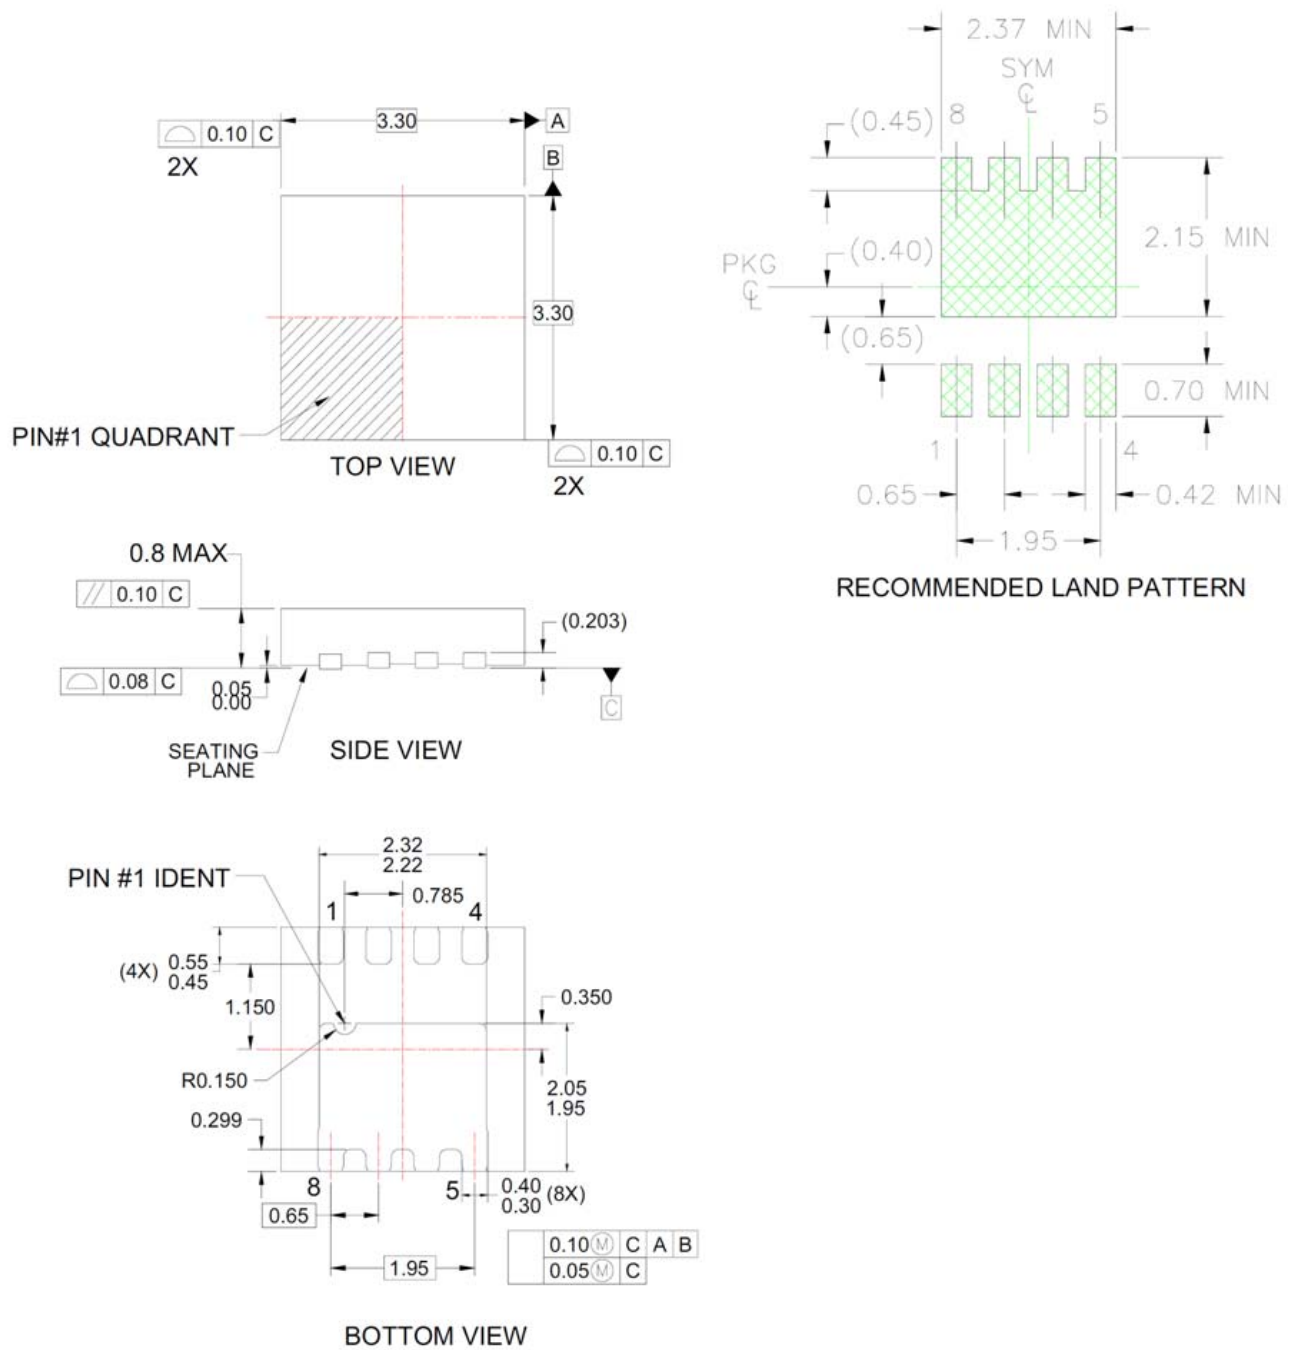 2.37 MIN
SYM
℄
8 5
(0.45)
2.15 MIN
(0.40)
PKG
℄
(0.65)
0.70 MIN
1 4
0.65
0.42 MIN
1.95
RECOMMENDED LAND PATTERN
0.10 C
2X
3.30
A
B
3.30
PIN#1 QUADRANT
TOP VIEW
0.10 C
2X
0.8 MAX
// 0.10 C
(0.203)
0.08 C
0.05
0.00
C
SEATING
PLANE
SIDE VIEW
2.32
2.22
PIN #1 IDENT
0.785
1 4
(4X) 0.55
0.45
1.150
0.350
R0.150
2.05
1.95
0.299
8 5
0.40
0.30 (8X)
0.65
0.10 Ⓜ C A B
0.05 Ⓜ C
1.95
BOTTOM VIEW